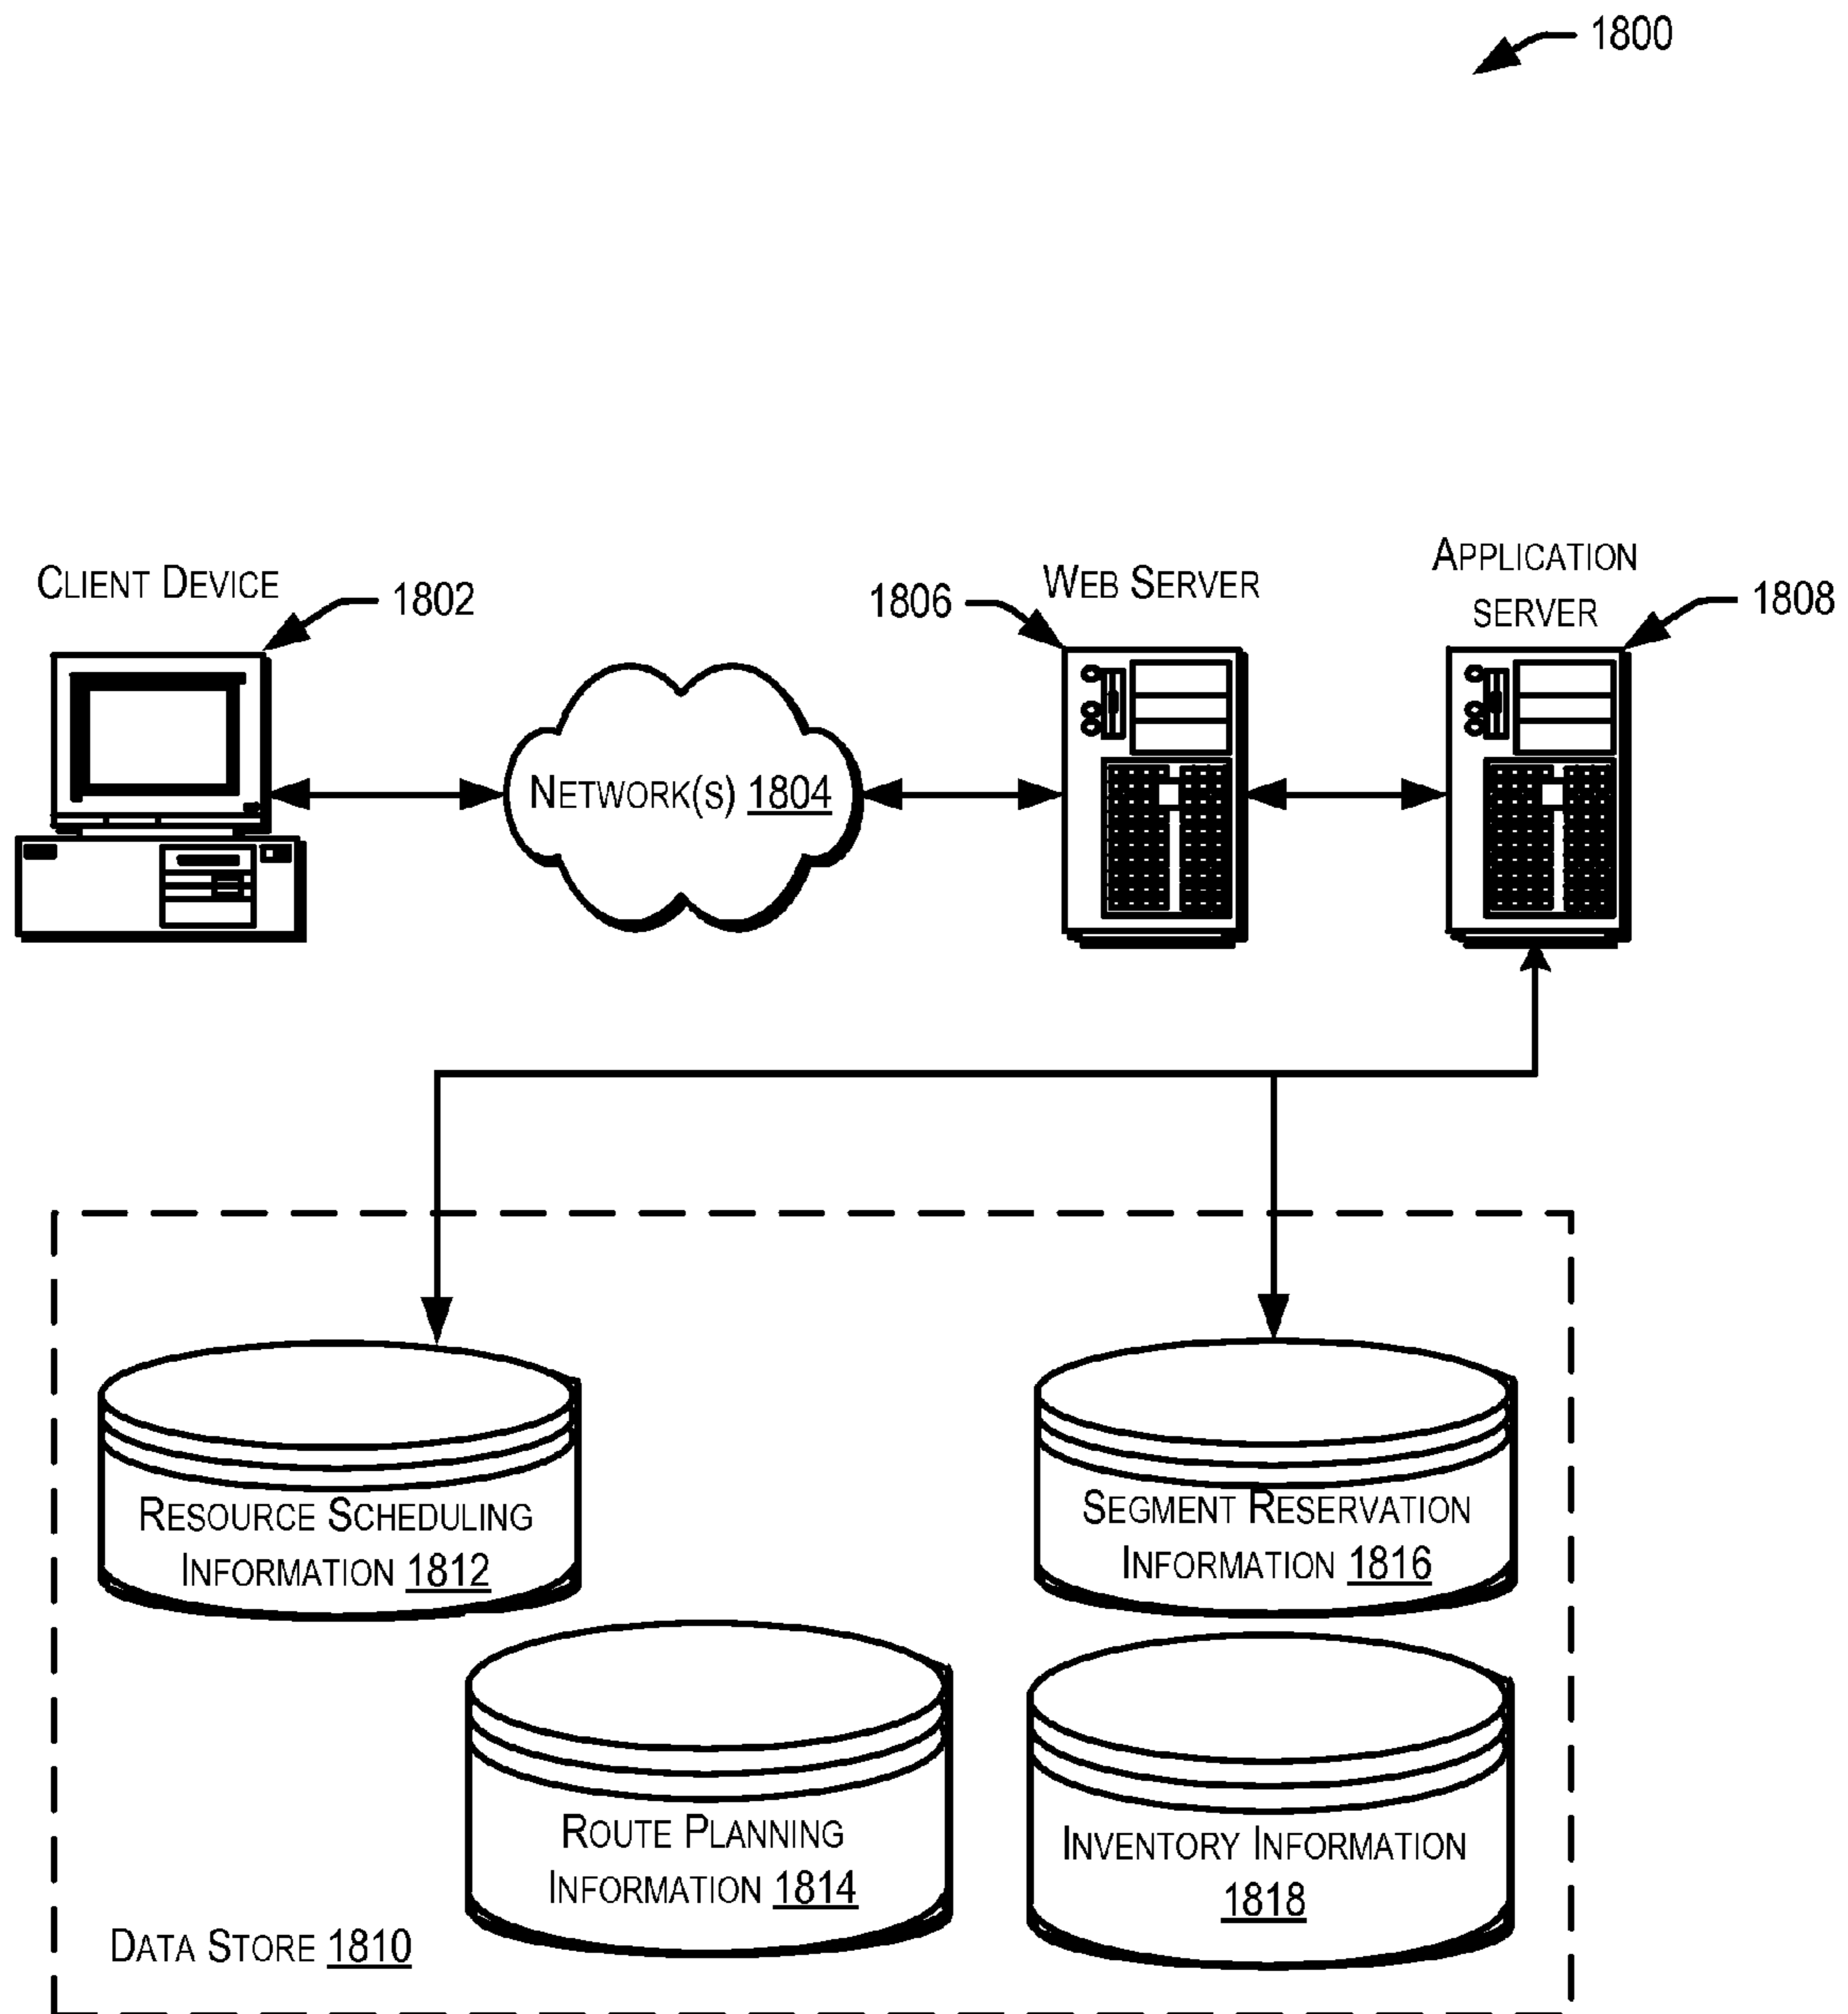 1800
CLIENT DEVICE
1802
1806
WEB SERVER
APPLICATION
SERVER
1808
NETWORK(S) 1804
RESOURCE SCHEDULING
INFORMATION 1812
SEGMENT RESERVATION
INFORMATION 1816
ROUTE PLANNING
INFORMATION 1814
INVENTORY INFORMATION
1818
DATA STORE 1810